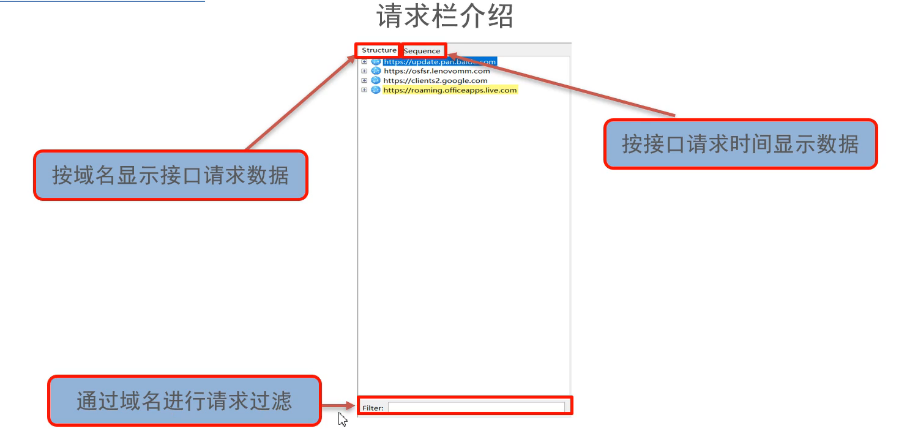 请求栏介绍
Structure Sequence
https://update.pan.baidu.com
https://osfsr.lenovomm.com
https://clients2.google.com
https://roaming.officeapps.live.com
按域名显示接口请求数据
按接口请求时间显示数据
通过域名进行请求过滤
Filter: